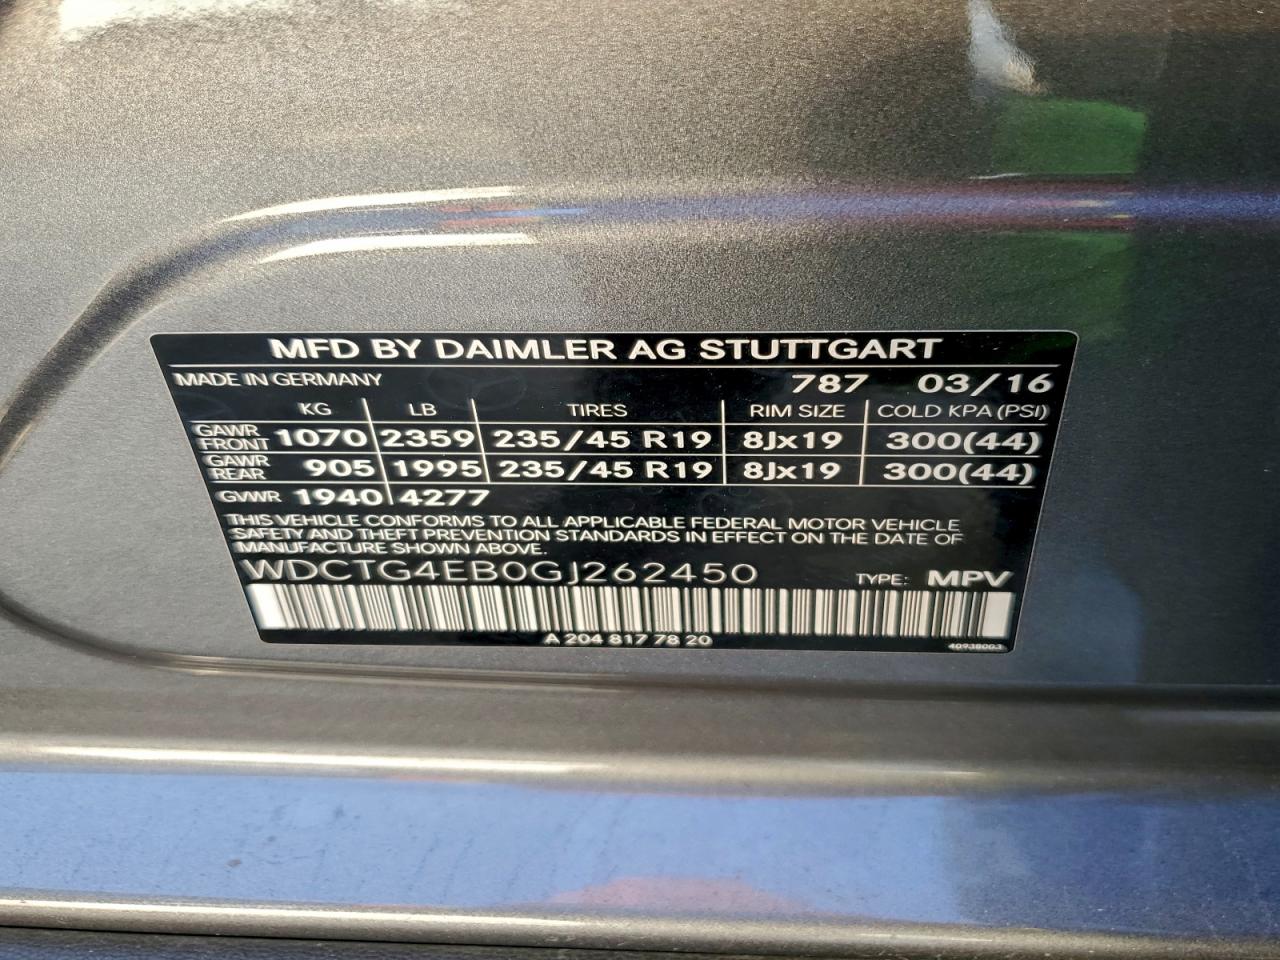 MFD BY DAIMLER AG STUTTGART
MADE IN GERMANY 787 03/16
KG LB TIRES RIM SIZE COLD KPA (PSI)
GAWR FRONT 1070 2359 235/45 R19 8Jx19 300(44)
GAWR REAR 905 1995 235/45 R19 8Jx19 300(44)
GVWR 1940 4277
THIS VEHICLE CONFORMS TO ALL APPLICABLE FEDERAL MOTOR VEHICLE
SAFETY AND THEFT PREVENTION STANDARDS IN EFFECT ON THE DATE OF
MANUFACTURE SHOWN ABOVE.
WDCTG4EB0GJ262450 TYPE: MPV
A 204 817 78 20
40938003